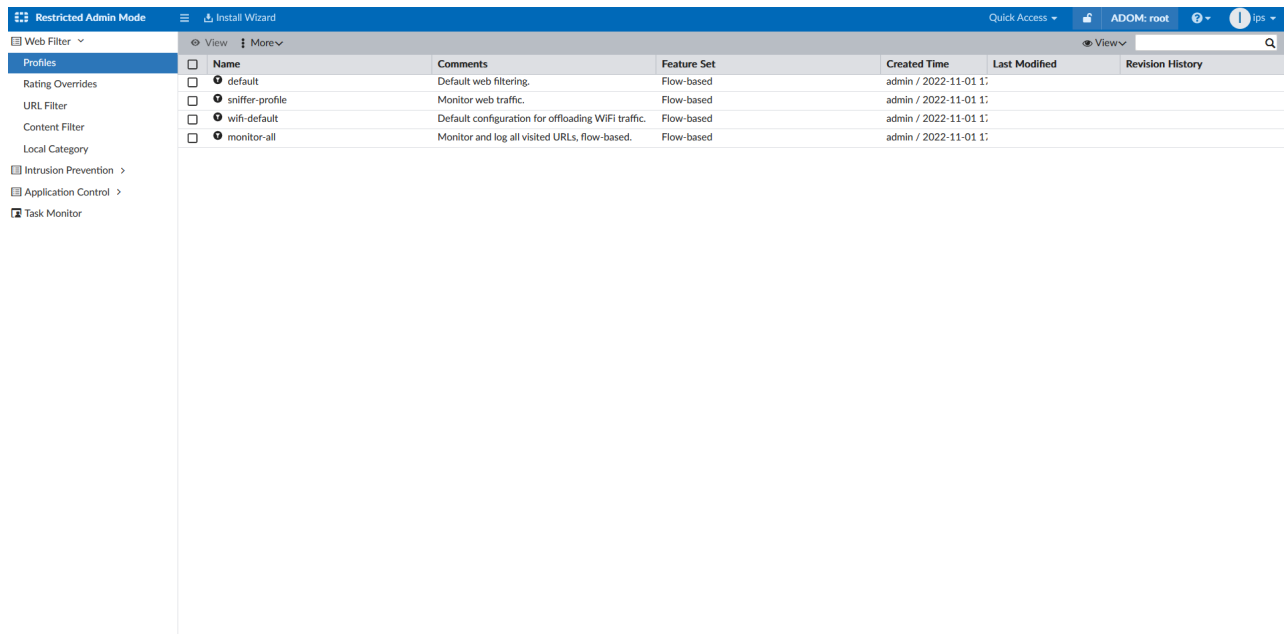 Restricted Admin Mode Install Wizard Quick Access ADOM: root ? I ips
Web Filter View More View
Profiles Name Comments Feature Set Created Time Last Modified Revision History
Rating Overrides default Default web filtering. Flow-based admin / 2022-11-01 17
URL Filter sniffer-profile Monitor web traffic. Flow-based admin / 2022-11-01 17
Content Filter wifi-default Default configuration for offloading WiFi traffic. Flow-based admin / 2022-11-01 17
Local Category monitor-all Monitor and log all visited URLs, flow-based. Flow-based admin / 2022-11-01 17
Intrusion Prevention
Application Control
Task Monitor